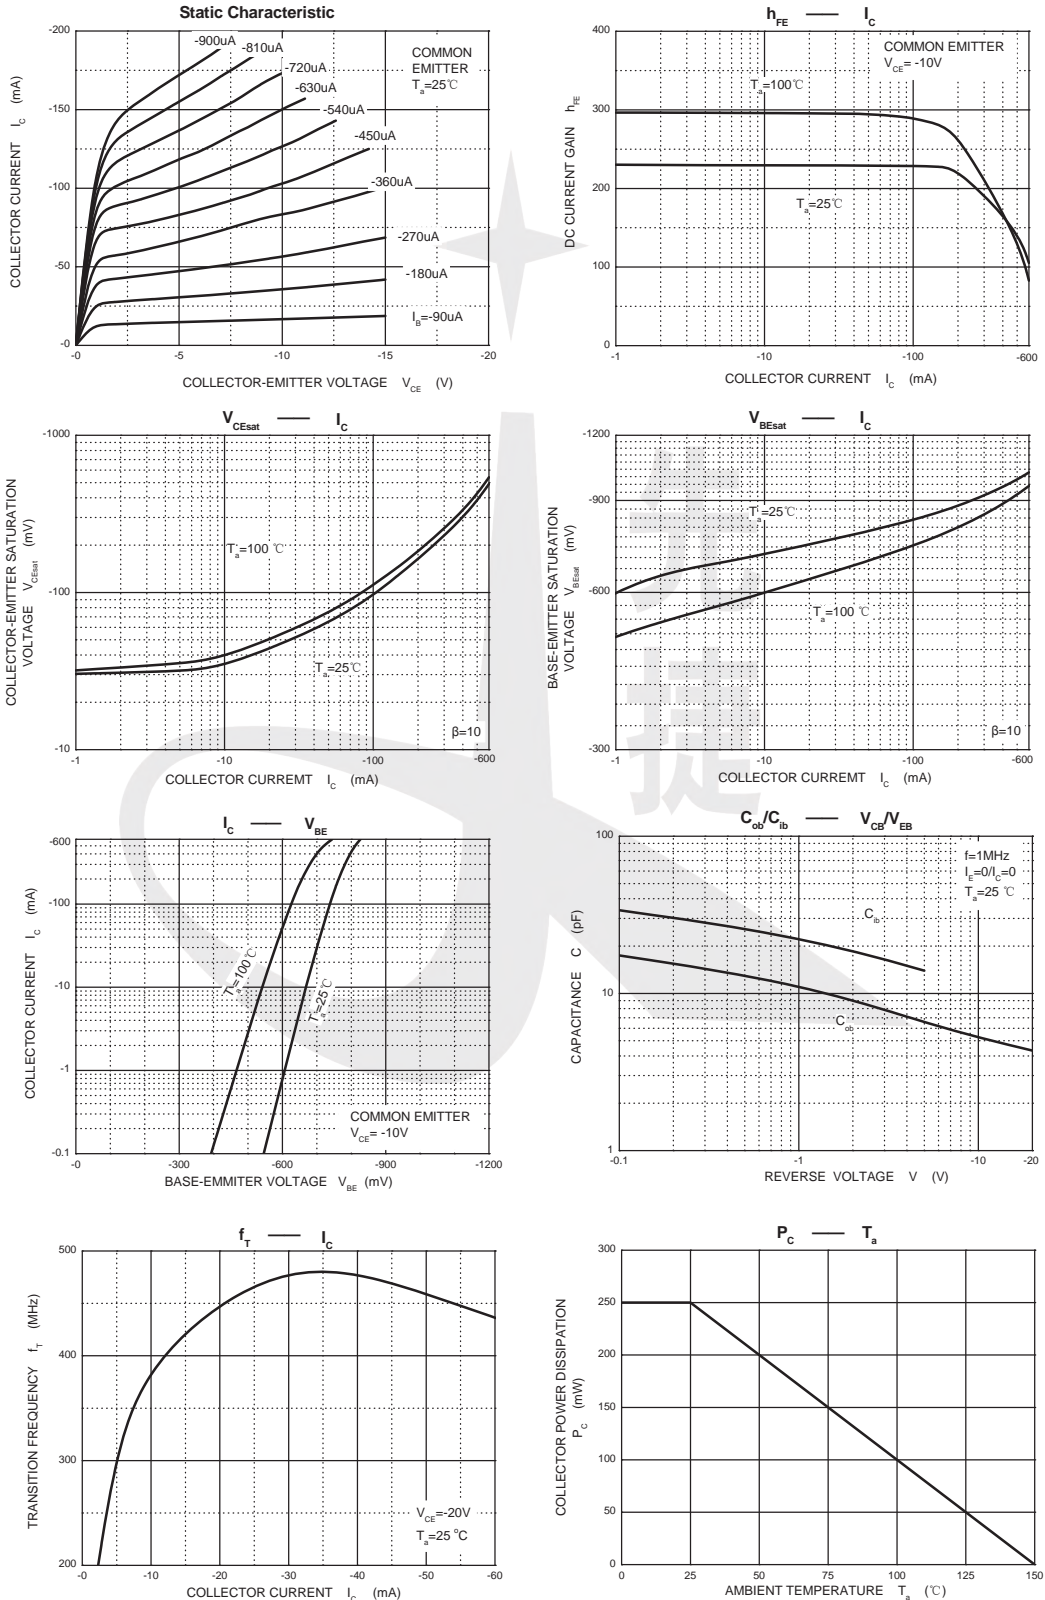 Static Characteristic
COLLECTOR CURRENT I_C (mA)
-200
-150
-100
-50
-0
-900uA
-810uA
-720uA
-630uA
-540uA
-450uA
-360uA
-270uA
-180uA
I_B=-90uA
COMMON
EMITTER
T_a=25℃
-0 -5 -10 -15 -20
COLLECTOR-EMITTER VOLTAGE V_CE (V)
h_FE —— I_C
DC CURRENT GAIN h_FE
400
300
200
100
0
COMMON EMITTER
V_CE= -10V
T_a=100℃
T_a=25℃
-1 -10 -100 -600
COLLECTOR CURRENT I_C (mA)
V_CEsat —— I_C
COLLECTOR-EMITTER SATURATION
VOLTAGE V_CEsat (mV)
-1000
-100
-10
T_a=100 ℃
T_a=25℃
β=10
-1 -10 -100 -600
COLLECTOR CURREMT I_C (mA)
V_BEsat —— I_C
BASE-EMITTER SATURATION
VOLTAGE V_BEsat (mV)
-1200
-900
-600
-300
T_a=25℃
T_a=100 ℃
β=10
-1 -10 -100 -600
COLLECTOR CURREMT I_C (mA)
先
捷
I_C —— V_BE
COLLECTOR CURRENT I_C (mA)
-600
-100
-10
-1
-0.1
T_a=100℃
T_a=25℃
COMMON EMITTER
V_CE= -10V
-0 -300 -600 -900 -1200
BASE-EMMITER VOLTAGE V_BE (mV)
C_ob/C_ib —— V_CB/V_EB
CAPACITANCE C (pF)
100
10
1
f=1MHz
I_E=0/I_C=0
T_a=25 ℃
C_ib
C_ob
-0.1 -1 -10 -20
REVERSE VOLTAGE V (V)
f_T —— I_C
TRANSITION FREQUENCY f_T (MHz)
500
400
300
200
V_CE=-20V
T_a=25 °C
-0 -10 -20 -30 -40 -50 -60
COLLECTOR CURRENT I_C (mA)
P_C —— T_a
COLLECTOR POWER DISSIPATION
P_C (mW)
300
250
200
150
100
50
0
0 25 50 75 100 125 150
AMBIENT TEMPERATURE T_a (℃)